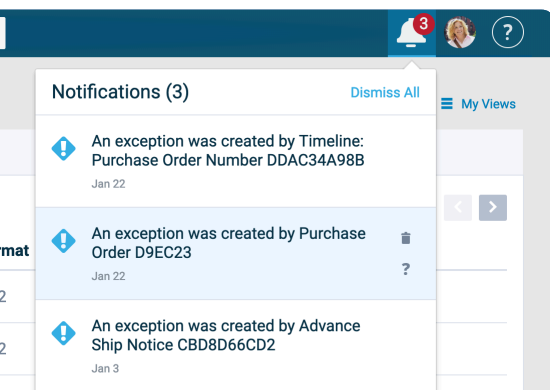 3
?
Notifications (3)
Dismiss All
My Views
An exception was created by Timeline:
Purchase Order Number DDAC34A98B
Jan 22
An exception was created by Purchase
Order D9EC23
?
Jan 22
rmat
2
An exception was created by Advance
Ship Notice CBD8D66CD2
2
Jan 3